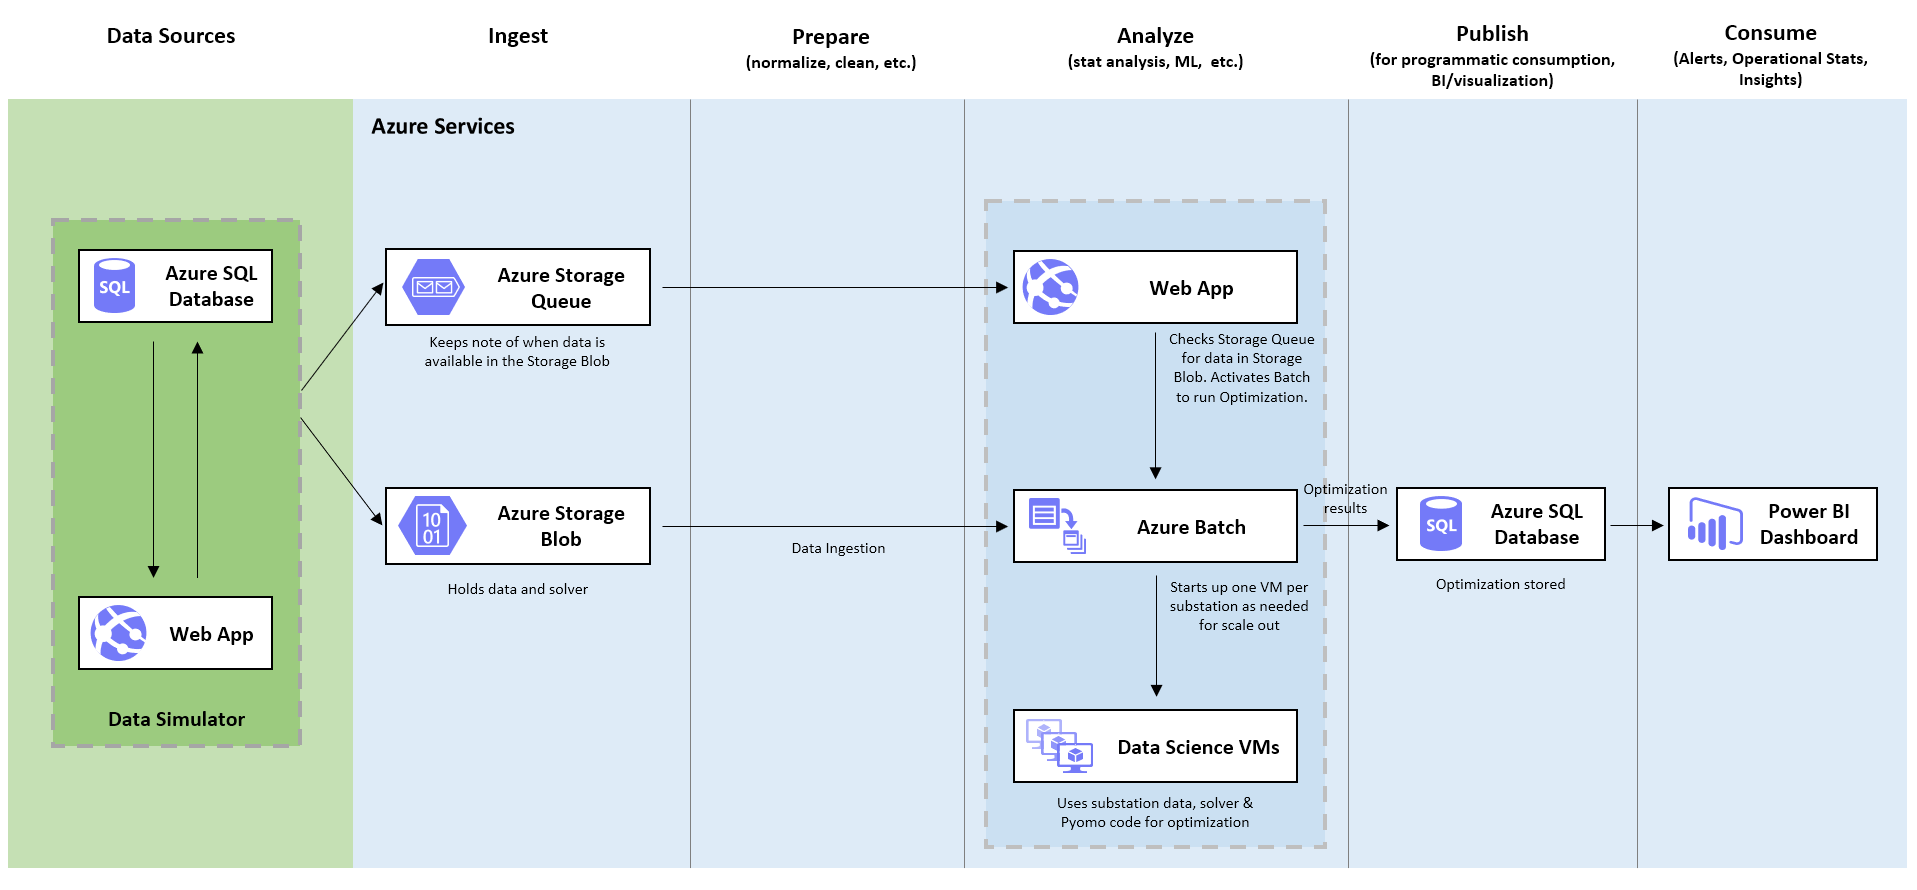 Data Sources
Ingest
Prepare
(normalize, clean, etc.)
Analyze
(stat analysis, ML,  etc.)
Publish
(for programmatic consumption,
BI/visualization)
Consume
(Alerts, Operational Stats,
Insights)
Azure Services
SQL
Azure SQL
Database
Web App
Data Simulator
Azure Storage
Queue
Keeps note of when data is
available in the Storage Blob
10
01
Azure Storage
Blob
Holds data and solver
Data Ingestion
Web App
Checks Storage Queue
for data in Storage
Blob. Activates Batch
to run Optimization.
Azure Batch
Starts up one VM per
substation as needed
for scale out
Data Science VMs
Uses substation data, solver &
Pyomo code for optimization
Optimization
results
SQL
Azure SQL
Database
Optimization stored
Power BI
Dashboard